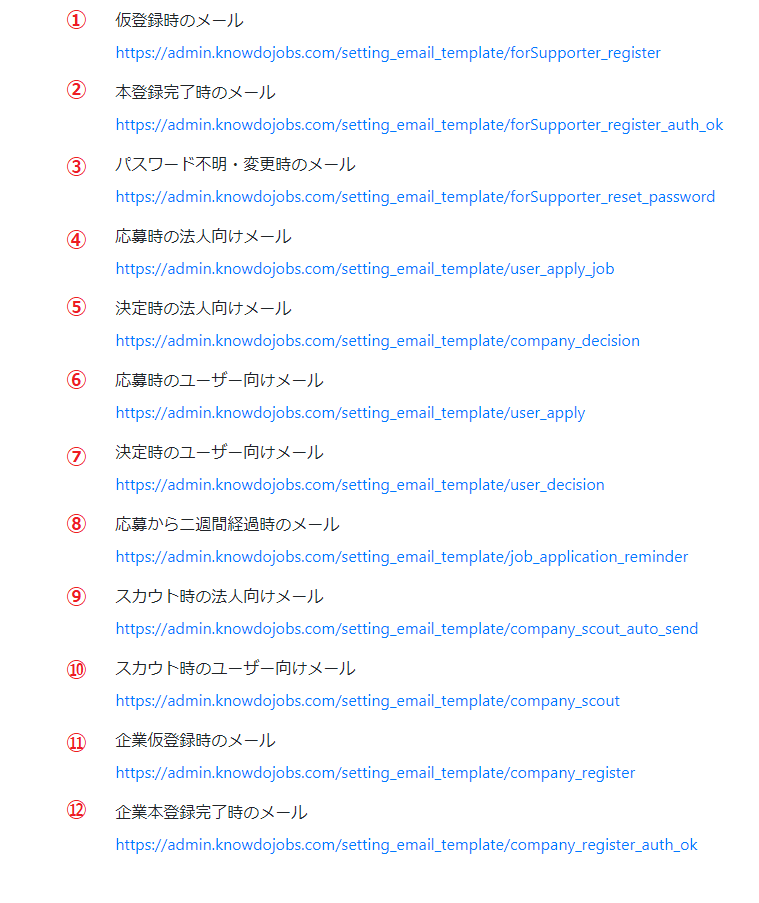 ① 仮登録時のメール
https://admin.knowdojobs.com/setting_email_template/forSupporter_register
② 本登録完了時のメール
https://admin.knowdojobs.com/setting_email_template/forSupporter_register_auth_ok
③ パスワード不明・変更時のメール
https://admin.knowdojobs.com/setting_email_template/forSupporter_reset_password
④ 応募時の法人向けメール
https://admin.knowdojobs.com/setting_email_template/user_apply_job
⑤ 決定時の法人向けメール
https://admin.knowdojobs.com/setting_email_template/company_decision
⑥ 応募時のユーザー向けメール
https://admin.knowdojobs.com/setting_email_template/user_apply
⑦ 決定時のユーザー向けメール
https://admin.knowdojobs.com/setting_email_template/user_decision
⑧ 応募から二週間経過時のメール
https://admin.knowdojobs.com/setting_email_template/job_application_reminder
⑨ スカウト時の法人向けメール
https://admin.knowdojobs.com/setting_email_template/company_scout_auto_send
⑩ スカウト時のユーザー向けメール
https://admin.knowdojobs.com/setting_email_template/company_scout
⑪ 企業仮登録時のメール
https://admin.knowdojobs.com/setting_email_template/company_register
⑫ 企業本登録完了時のメール
https://admin.knowdojobs.com/setting_email_template/company_register_auth_ok